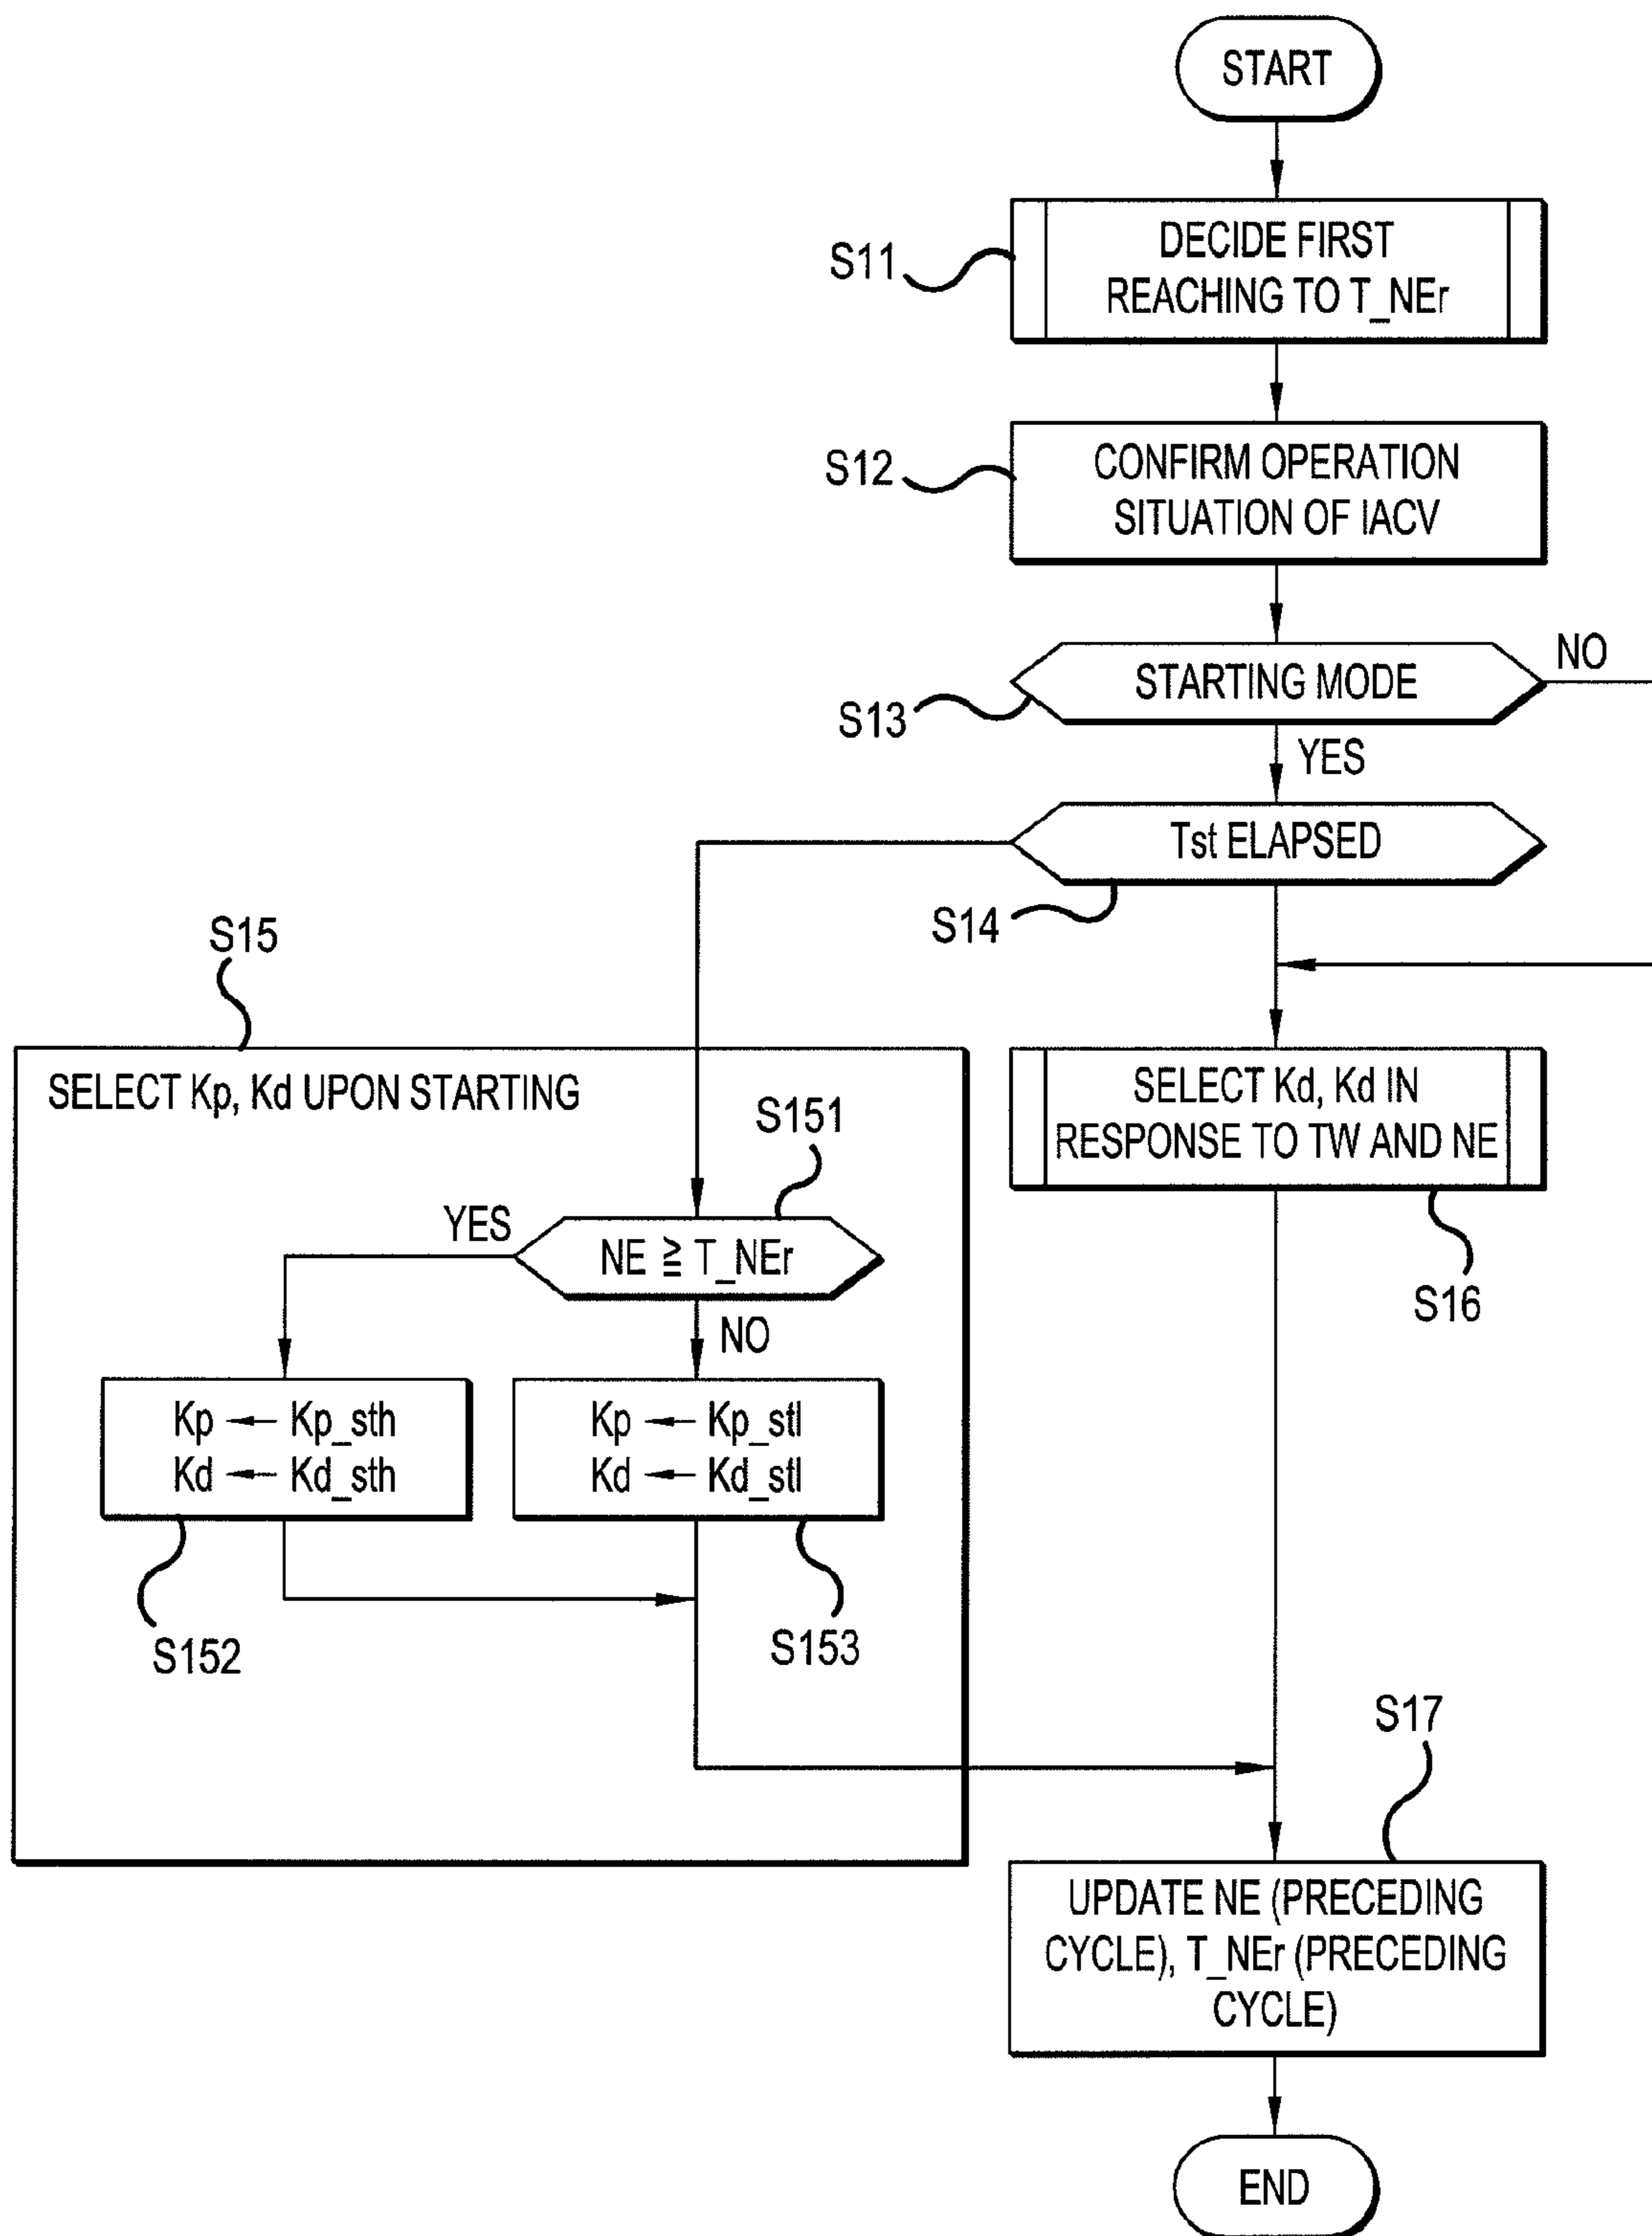 START
S11
DECIDE FIRST
REACHING TO T_NEr
S12
CONFIRM OPERATION
SITUATION OF IACV
S13
STARTING MODE
NO
YES
Tst ELAPSED
S14
S15
SELECT Kp, Kd UPON STARTING
SELECT Kd, Kd IN
RESPONSE TO TW AND NE
S16
S151
YES
NE ≧ T_NEr
NO
Kp ← Kp_sth
Kd ← Kd_sth
S152
Kp ← Kp_stl
Kd ← Kd_stl
S153
S17
UPDATE NE (PRECEDING
CYCLE), T_NEr (PRECEDING
CYCLE)
END